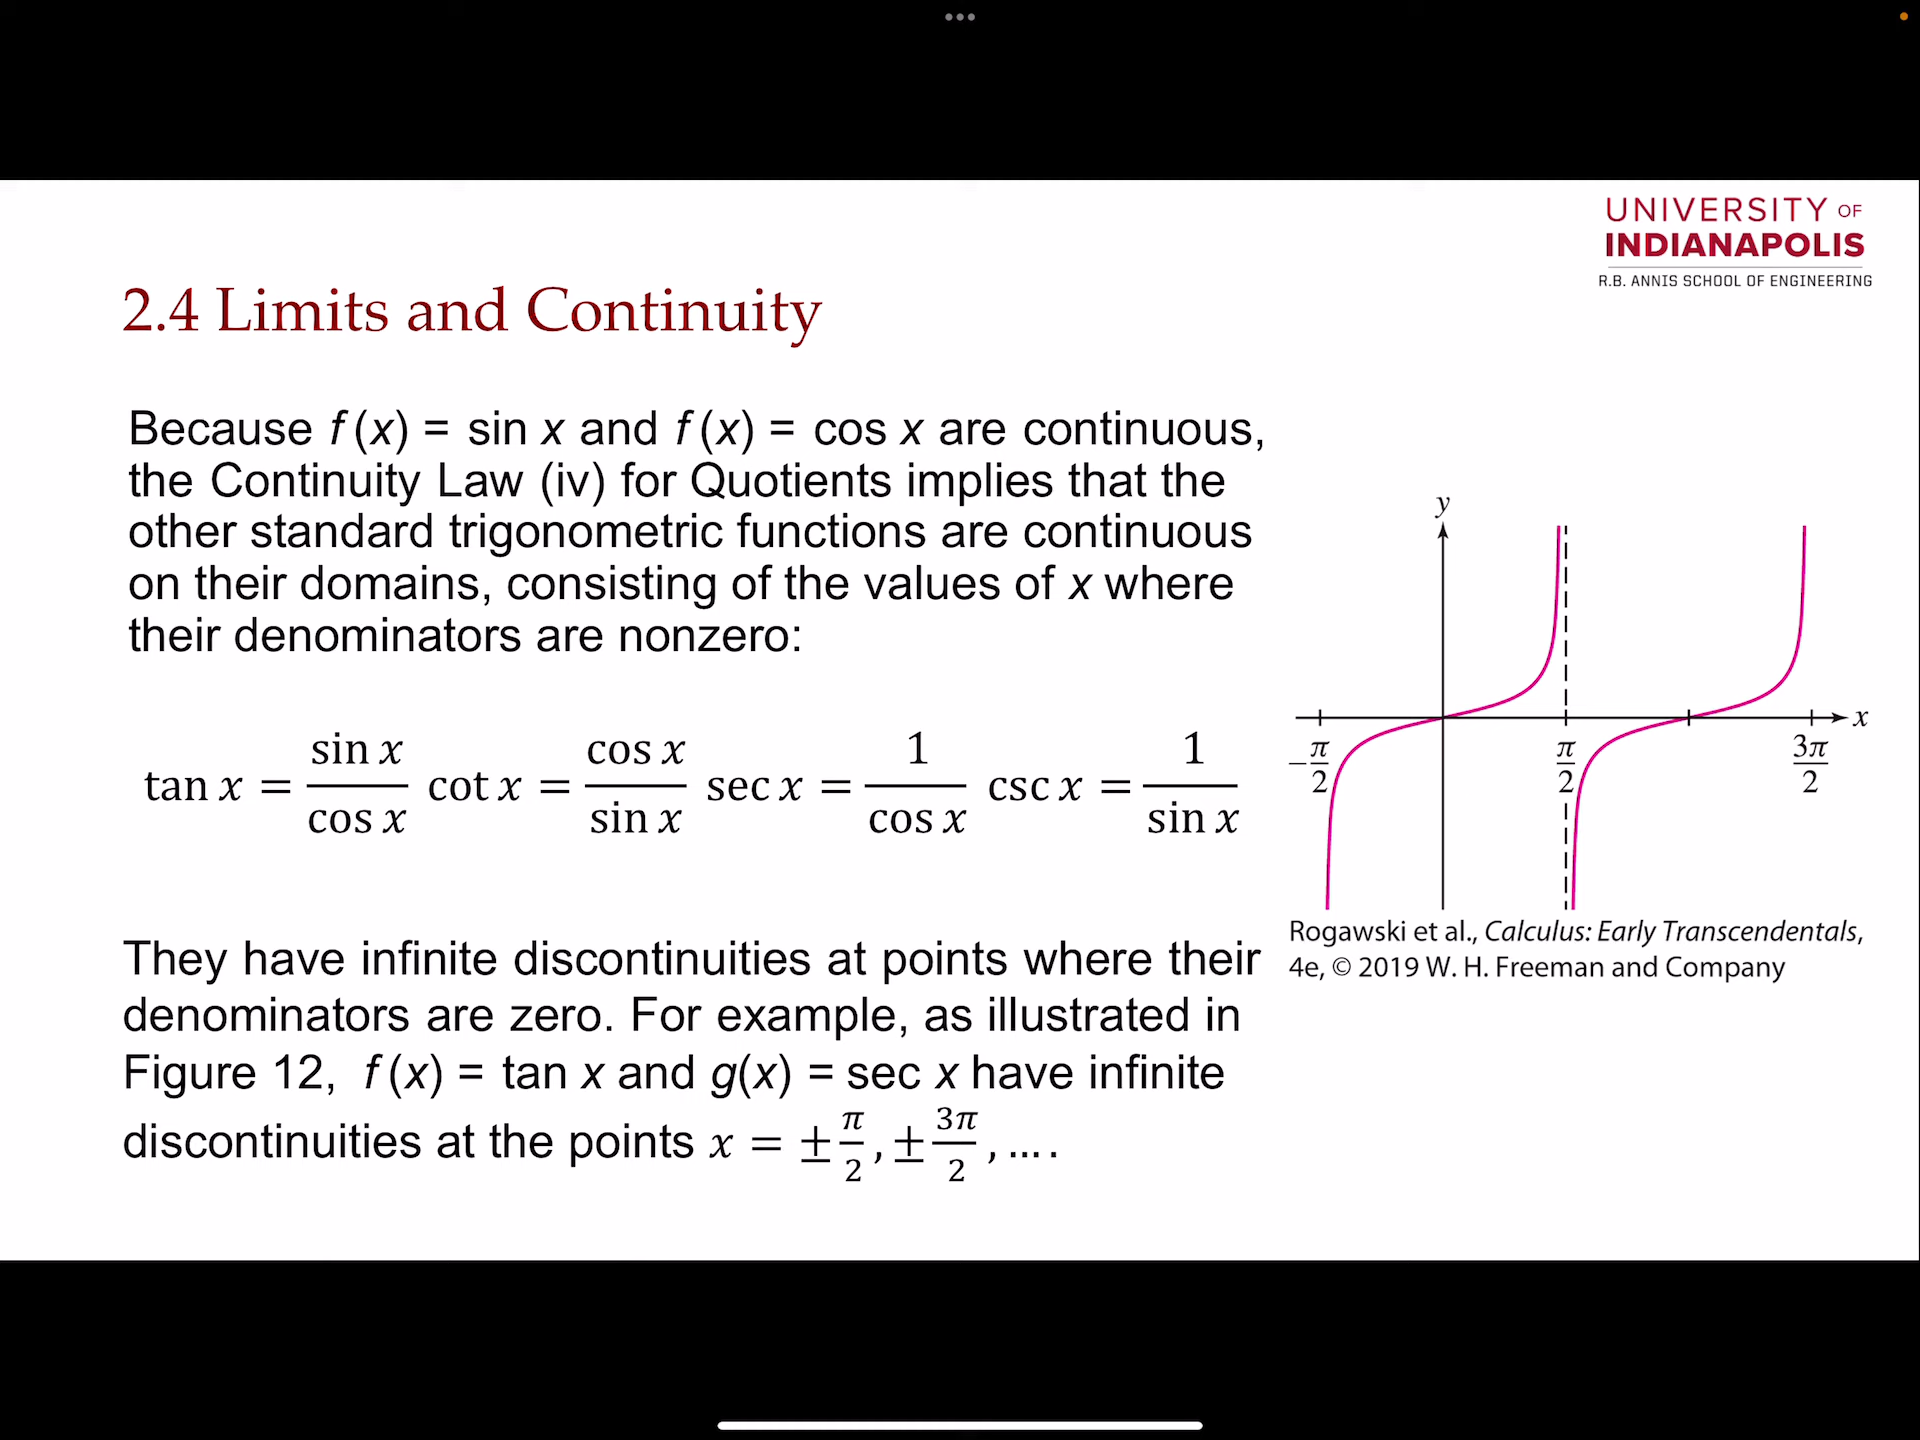 UNIVERSITY OF
INDIANAPOLIS
R.B. ANNIS SCHOOL OF ENGINEERING
2.4 Limits and Continuity
Because f (x) = sin x and f (x) = cos x are continuous,
the Continuity Law (iv) for Quotients implies that the
other standard trigonometric functions are continuous
on their domains, consisting of the values of x where
their denominators are nonzero:
tan x = sin x / cos x cot x = cos x / sin x sec x = 1 / cos x csc x = 1 / sin x
They have infinite discontinuities at points where their
denominators are zero. For example, as illustrated in
Figure 12, f (x) = tan x and g(x) = sec x have infinite
discontinuities at the points x = ± π/2 , ± 3π/2 , … .
y
x
− π/2 π/2 3π/2
Rogawski et al., Calculus: Early Transcendentals,
4e, © 2019 W. H. Freeman and Company